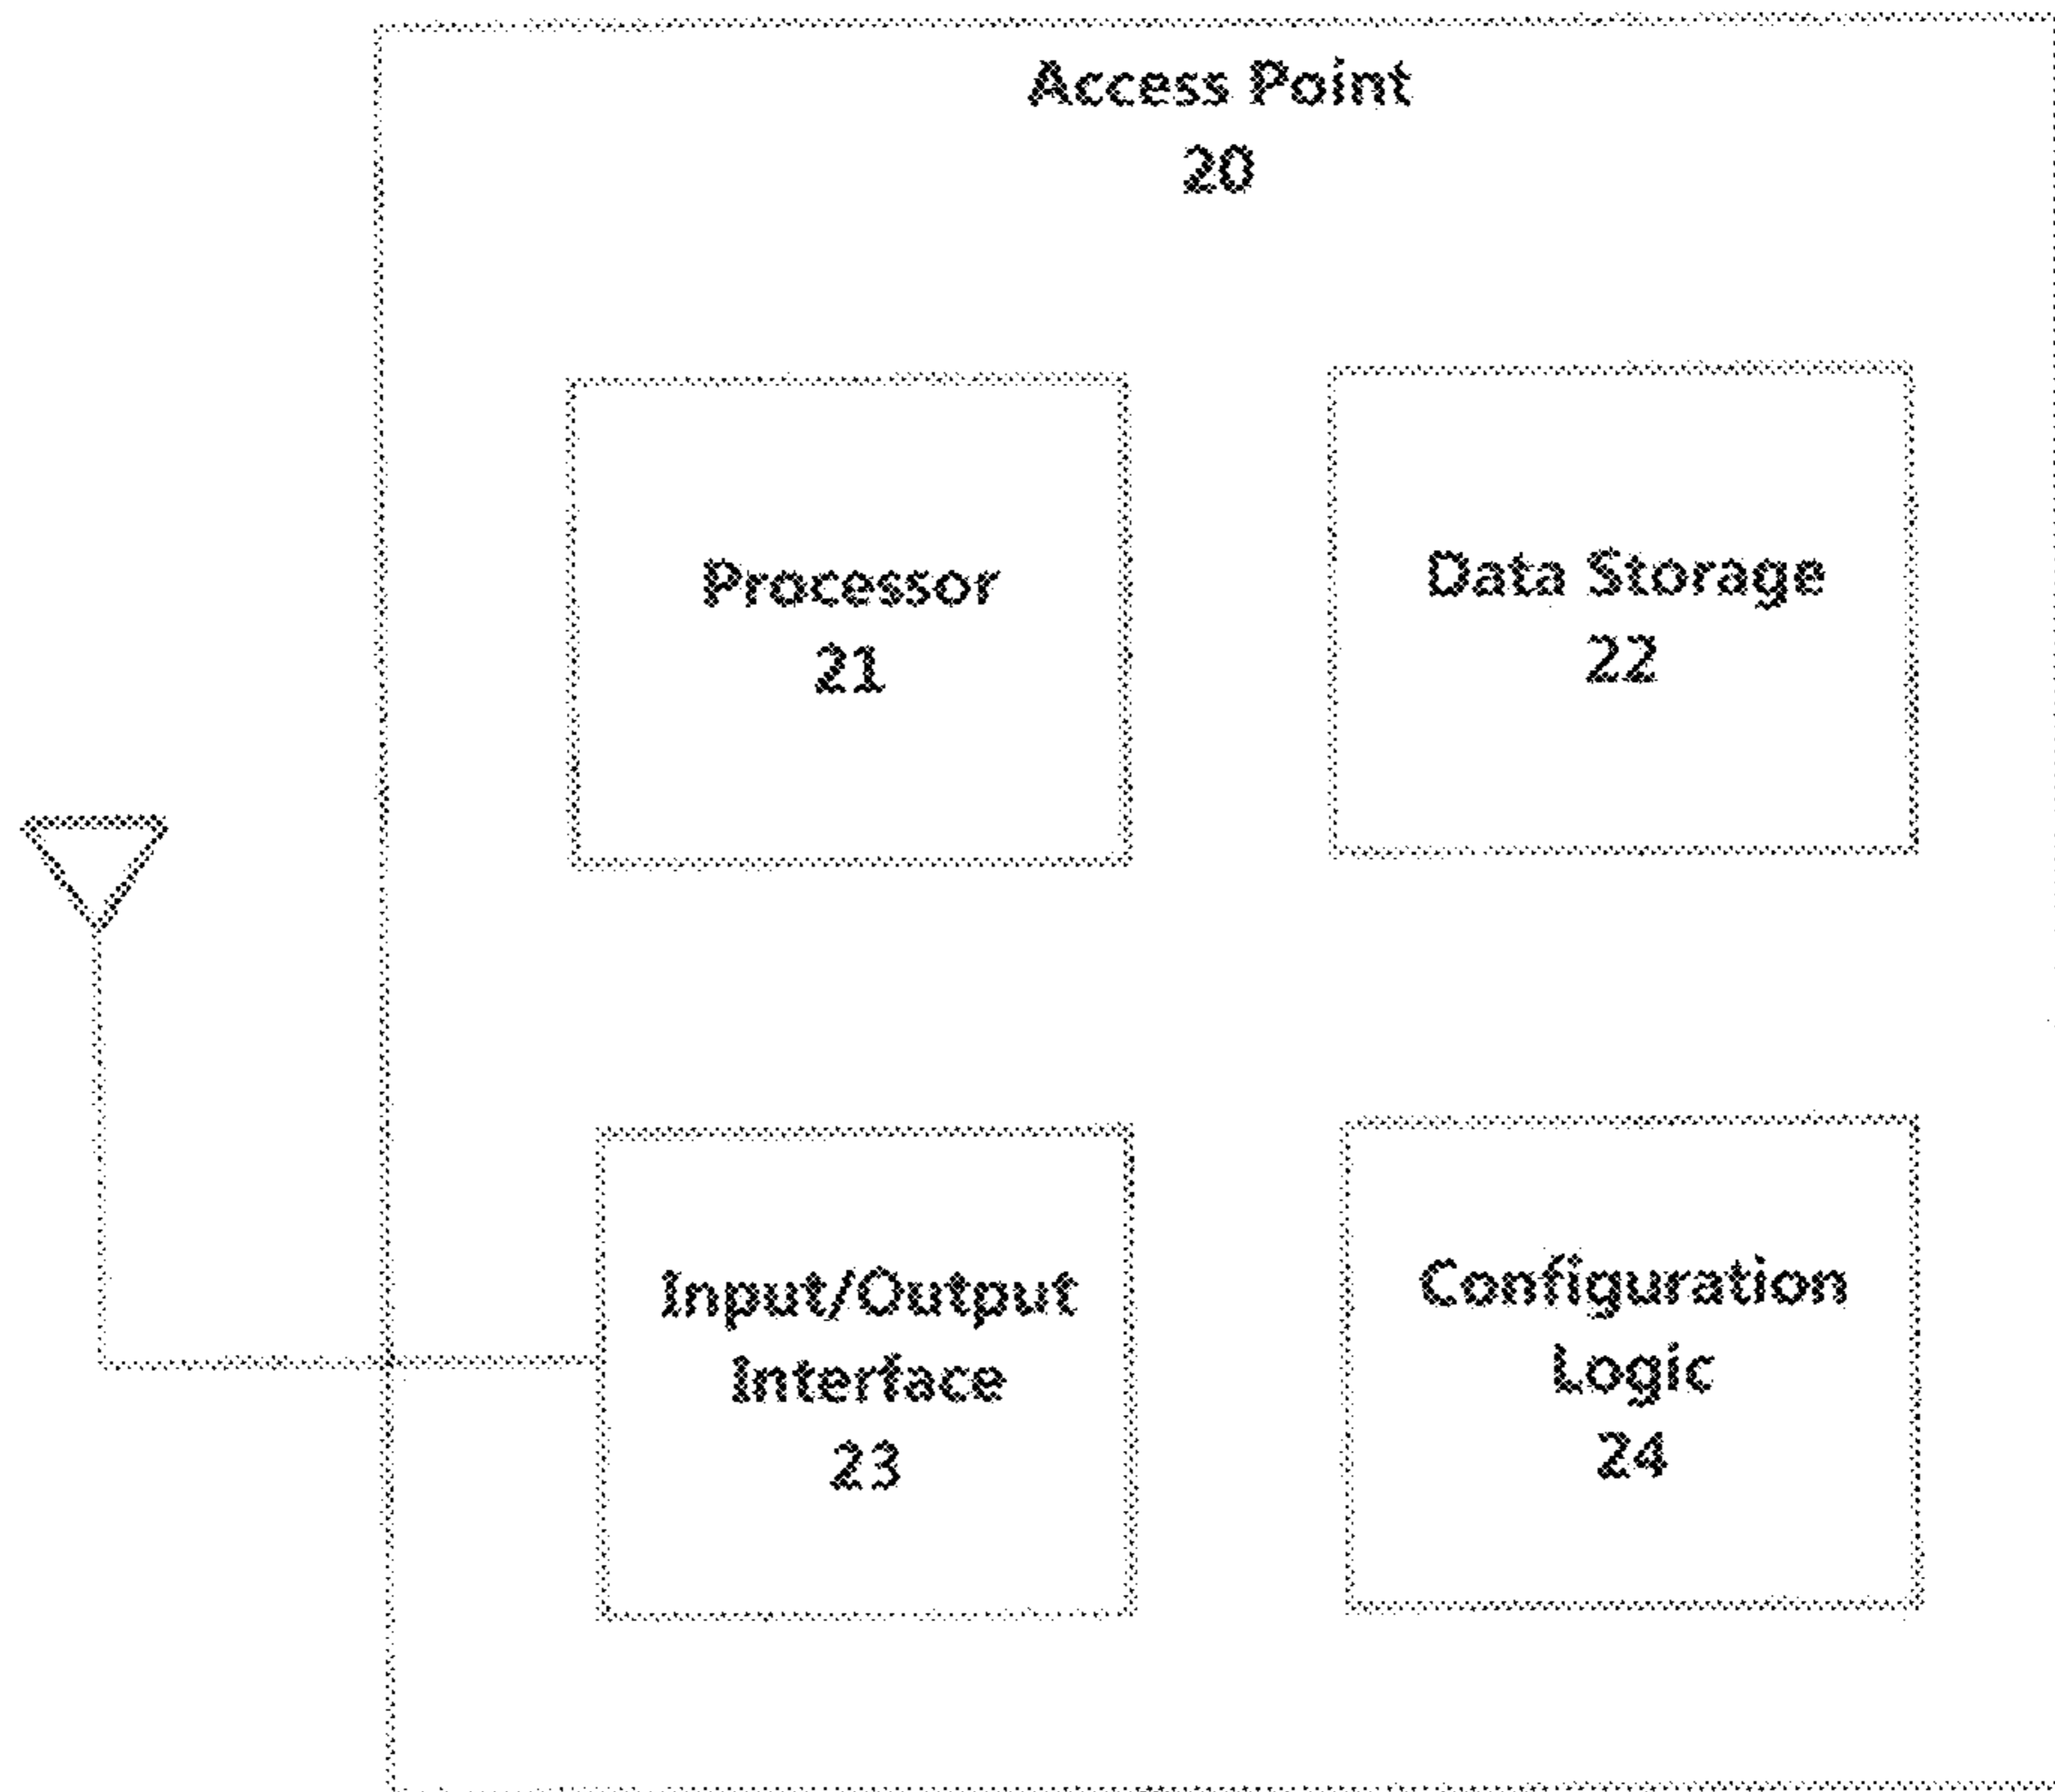 Access Point
20
Processor
21
Data Storage
22
Input/Output
Interface
23
Configuration
Logic
24